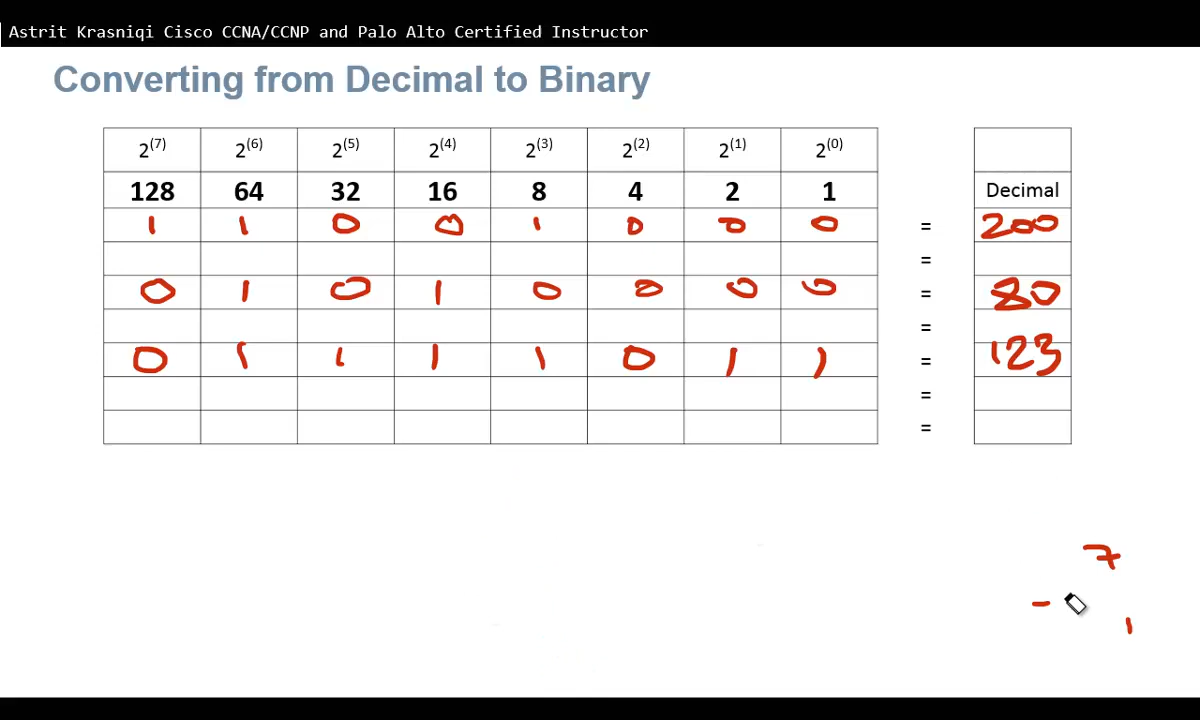 Astrit Krasniqi Cisco CCNA/CCNP and Palo Alto Certified Instructor
Converting from Decimal to Binary
2(7) 2(6) 2(5) 2(4) 2(3) 2(2) 2(1) 2(0)
128 64 32 16 8 4 2 1 Decimal
1 1 0 0 1 0 0 0 = 200
=
0 1 0 1 0 0 0 0 = 80
=
0 1 1 1 1 0 1 1 = 123
=
=
7
-
1